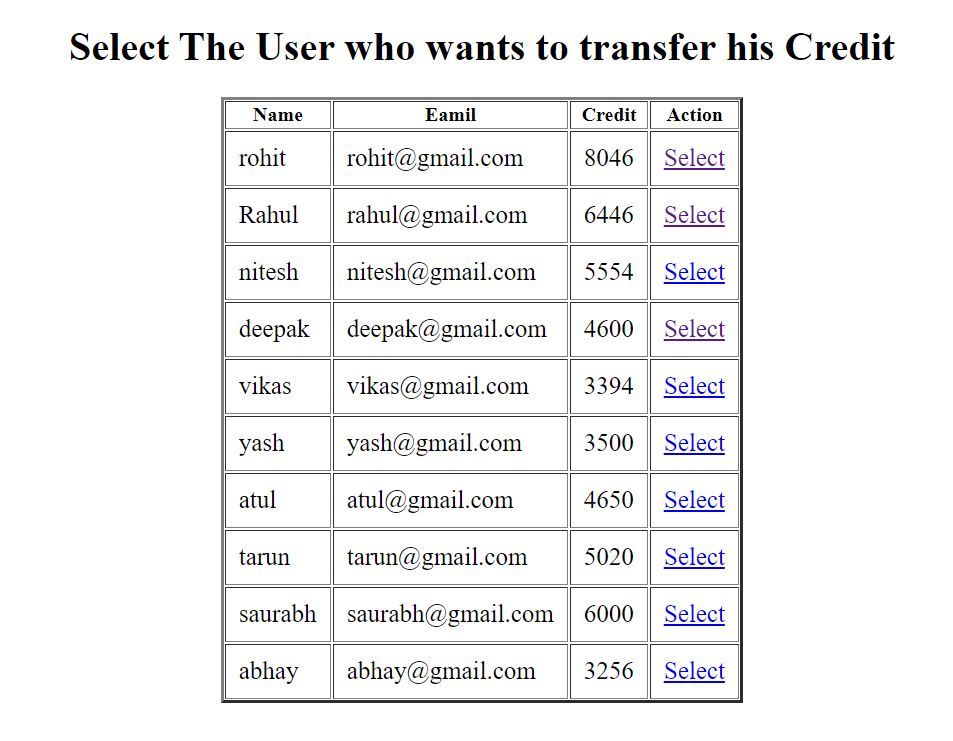 Select The User who wants to transfer his Credit
Name Eamil Credit Action
rohit rohit@gmail.com 8046 Select
Rahul rahul@gmail.com 6446 Select
nitesh nitesh@gmail.com 5554 Select
deepak deepak@gmail.com 4600 Select
vikas vikas@gmail.com 3394 Select
yash yash@gmail.com 3500 Select
atul atul@gmail.com 4650 Select
tarun tarun@gmail.com 5020 Select
saurabh saurabh@gmail.com 6000 Select
abhay abhay@gmail.com 3256 Select